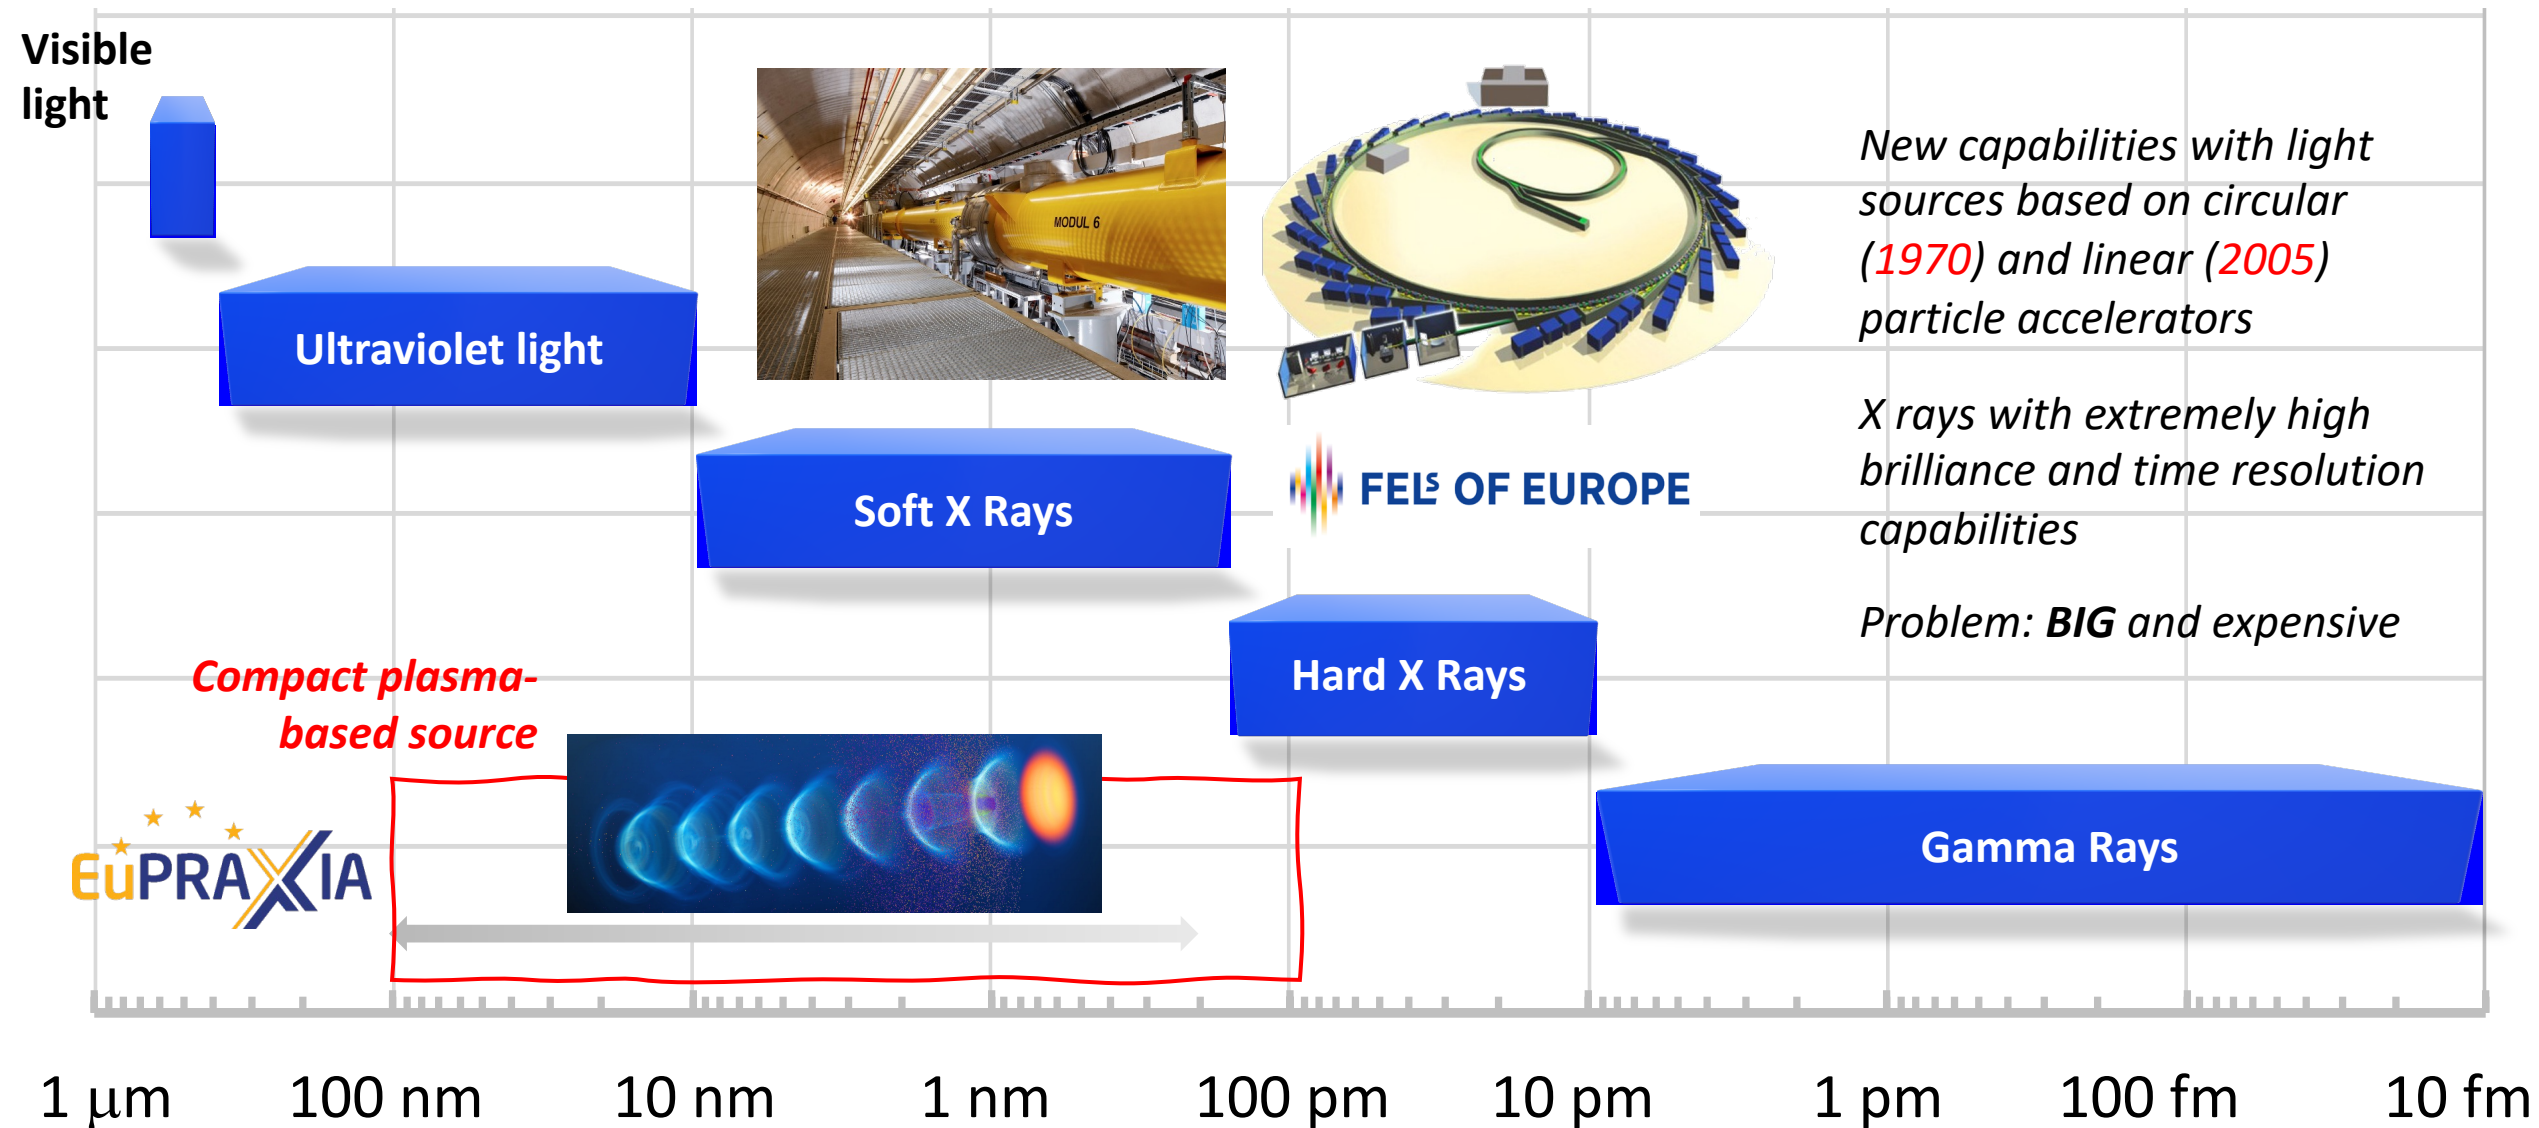 Visible
light
MODUL 6
New capabilities with light
sources based on circular
(1970) and linear (2005)
particle accelerators
Ultraviolet light
X rays with extremely high
brilliance and time resolution
capabilities
Soft X Rays
FELS OF EUROPE
Problem: BIG and expensive
Hard X Rays
Compact plasma-
based source
EuPRAXIA
Gamma Rays
1 μm 100 nm 10 nm 1 nm 100 pm 10 pm 1 pm 100 fm 10 fm